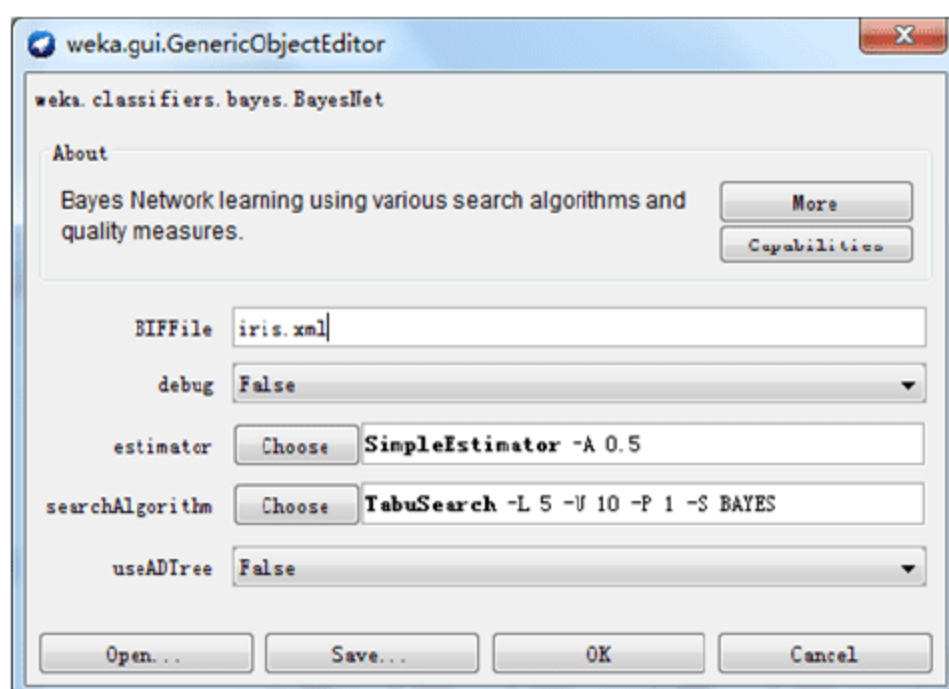 weka.gui.GenericObjectEditor
weka.classifiers.bayes.BayesNet
About
Bayes Network learning using various search algorithms and
quality measures.
More
Capabilities
BIFFile iris.xml
debug False
estimator Choose SimpleEstimator -A 0.5
searchAlgorithm Choose TabuSearch -L 5 -U 10 -P 1 -S BAYES
useADTree False
Open... Save... OK Cancel